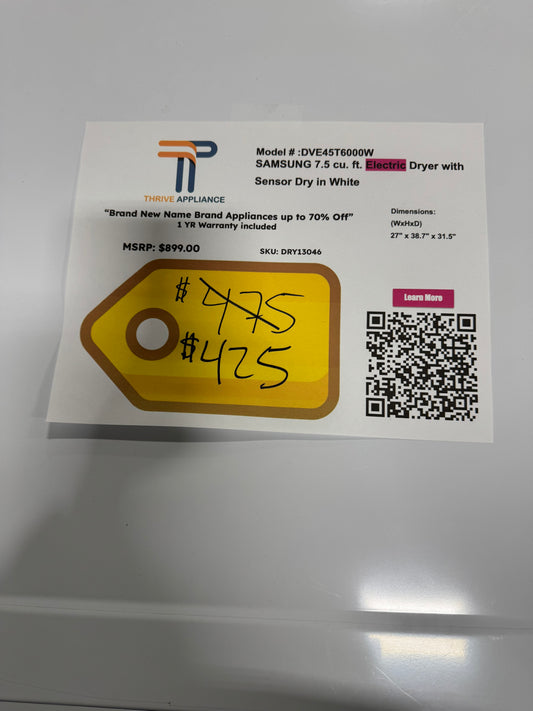 TP
THRIVE APPLIANCE
Model # :DVE45T6000W
SAMSUNG 7.5 cu. ft. Electric Dryer with
Sensor Dry in White
"Brand New Name Brand Appliances up to 70% Off"
1 YR Warranty included
MSRP: $899.00
SKU: DRY13046
Dimensions:
(WxHxD)
27" x 38.7" x 31.5"
Learn More
$475
$425